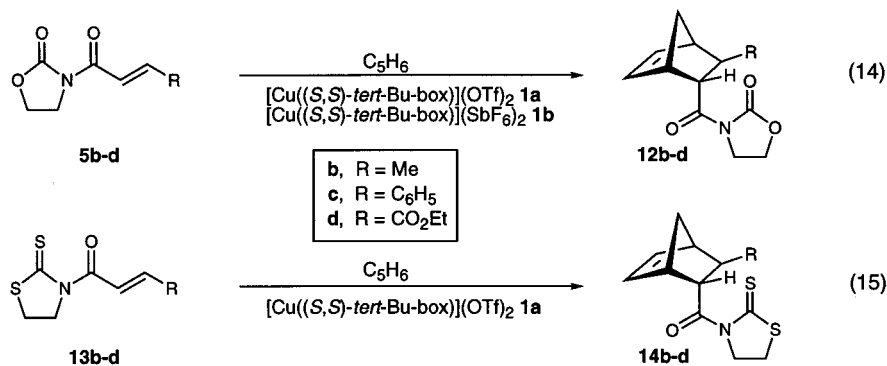 O O
O N R
5b-d
C₅H₆
[Cu((S,S)-tert-Bu-box)](OTf)₂ 1a
[Cu((S,S)-tert-Bu-box)](SbF₆)₂ 1b
R
H
O N O O
12b-d
(14)
b, R = Me
c, R = C₆H₅
d, R = CO₂Et
S O
S N R
13b-d
C₅H₆
[Cu((S,S)-tert-Bu-box)](OTf)₂ 1a
R
H S
O N S
14b-d
(15)